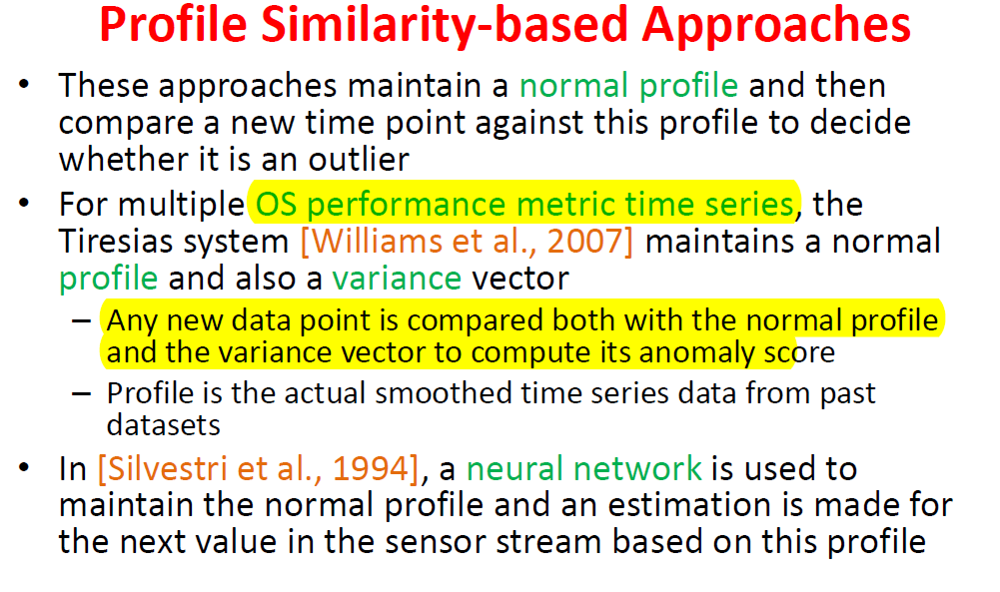 Profile Similarity-based Approaches
• These approaches maintain a normal profile and then
compare a new time point against this profile to decide
whether it is an outlier
• For multiple OS performance metric time series, the
Tiresias system [Williams et al., 2007] maintains a normal
profile and also a variance vector
– Any new data point is compared both with the normal profile
and the variance vector to compute its anomaly score
– Profile is the actual smoothed time series data from past
datasets
• In [Silvestri et al., 1994], a neural network is used to
maintain the normal profile and an estimation is made for
the next value in the sensor stream based on this profile